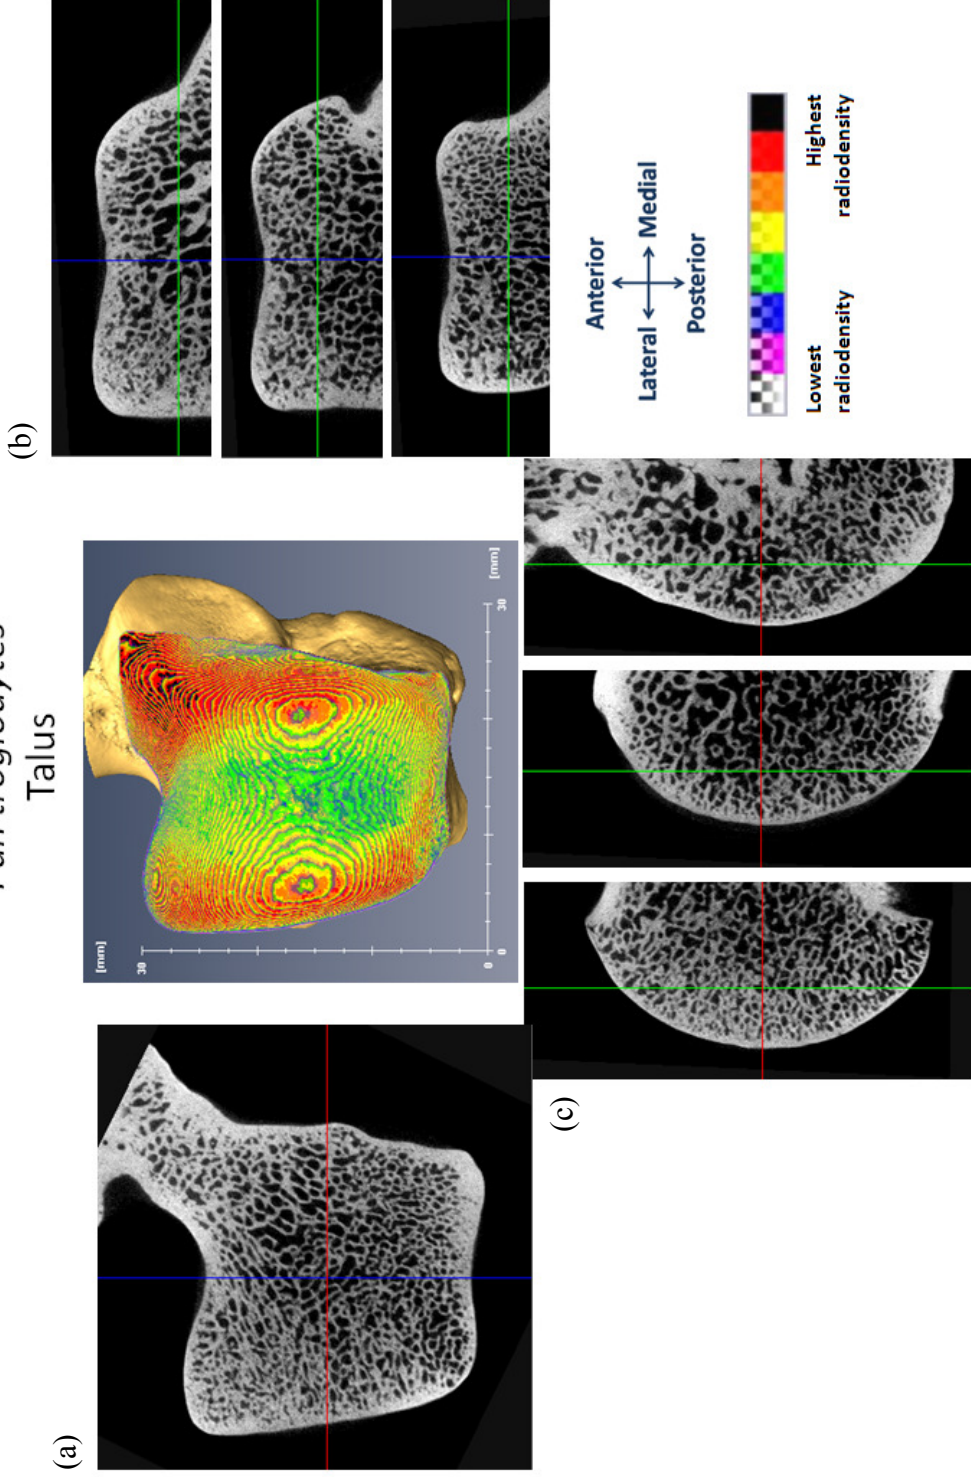 Talus
(a)
(b)
(c)
[mm]
30
0
0
30
[mm]
Anterior
Lateral
Medial
Posterior
Lowest
radiodensity
Highest
radiodensity